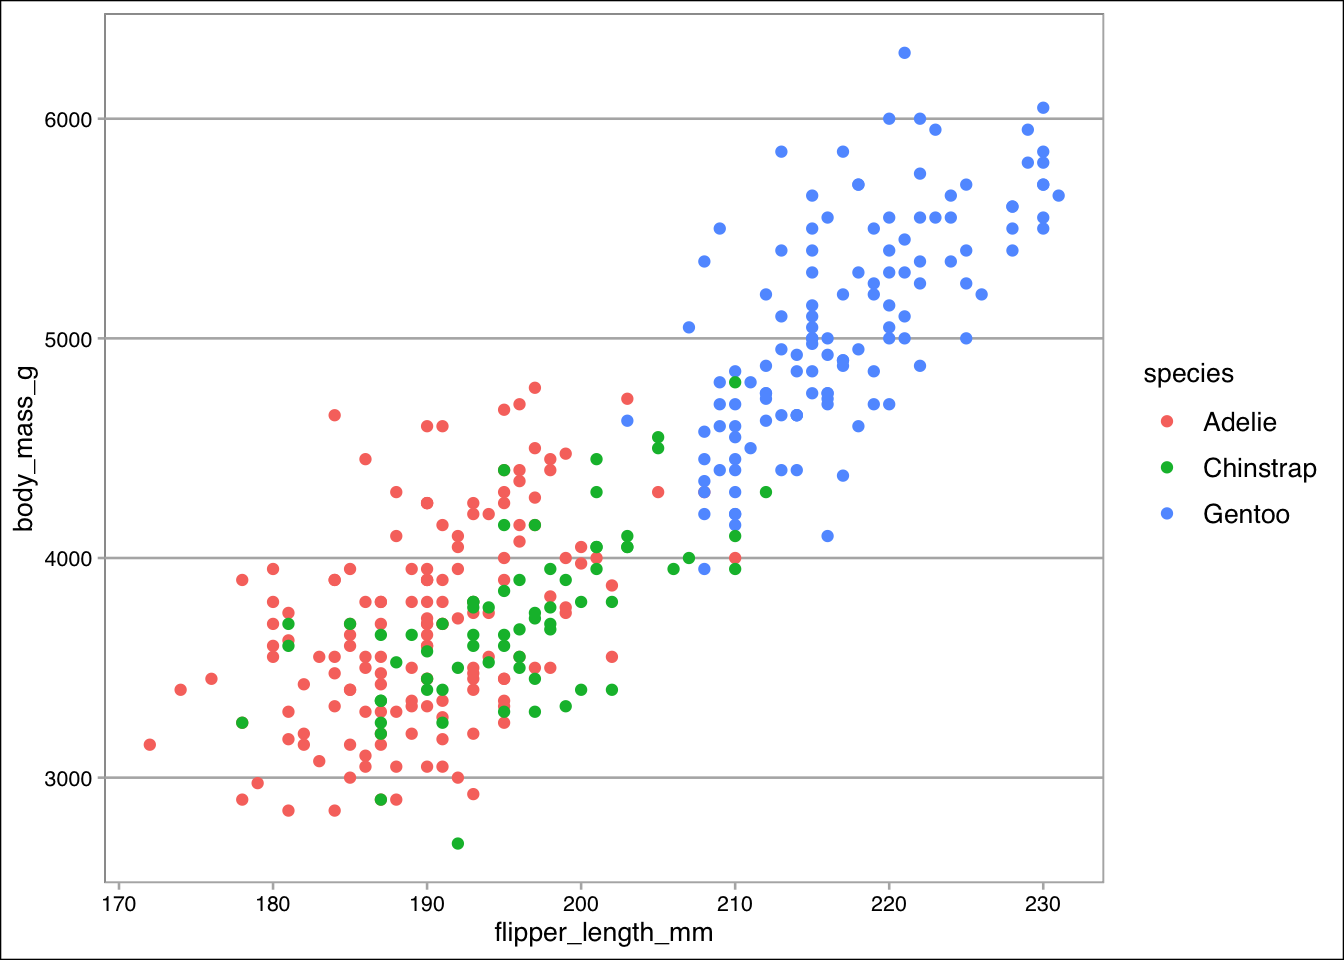 6000
5000
4000
3000
body_mass_g
170 180 190 200 210 220 230
flipper_length_mm
species
Adelie
Chinstrap
Gentoo